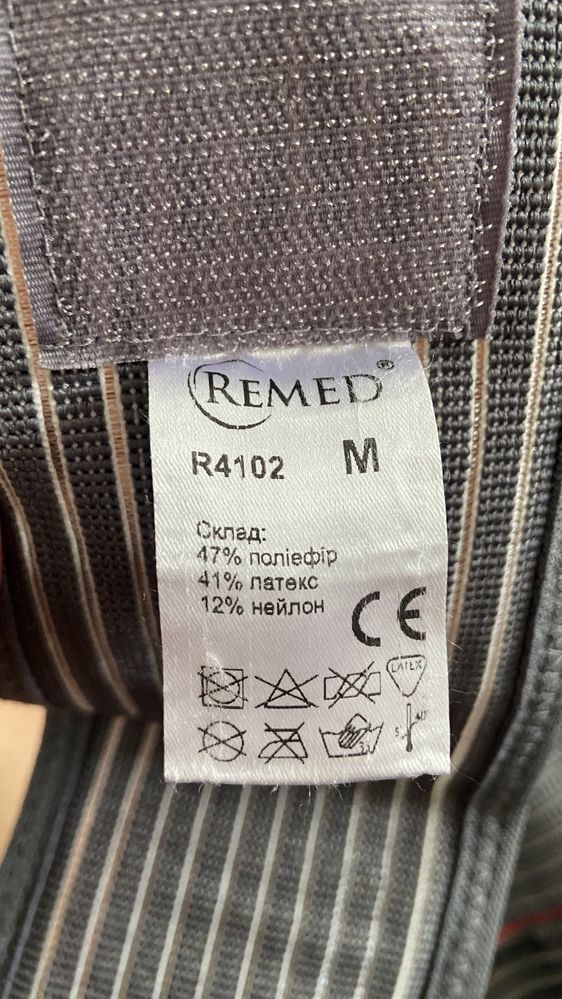 REMED®
R4102 M
Склад:
47% поліефір
41% латекс
12% нейлон
CE
LATEX